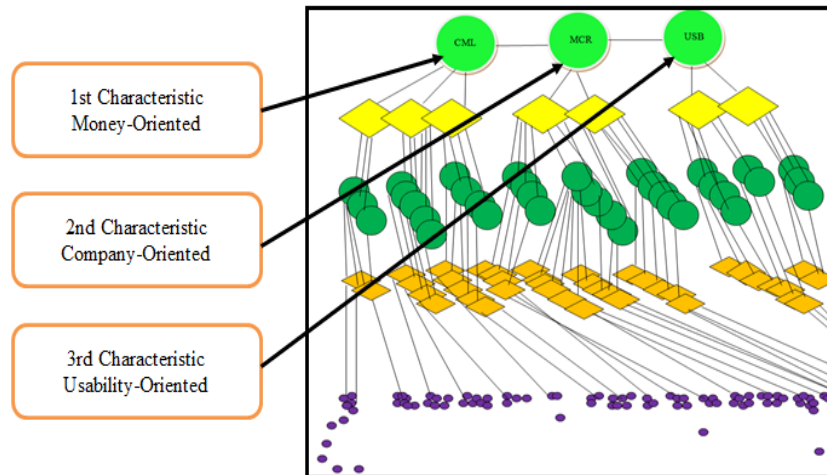 CML
MCR
USB
1st Characteristic
Money-Oriented
2nd Characteristic
Company-Oriented
3rd Characteristic
Usability-Oriented